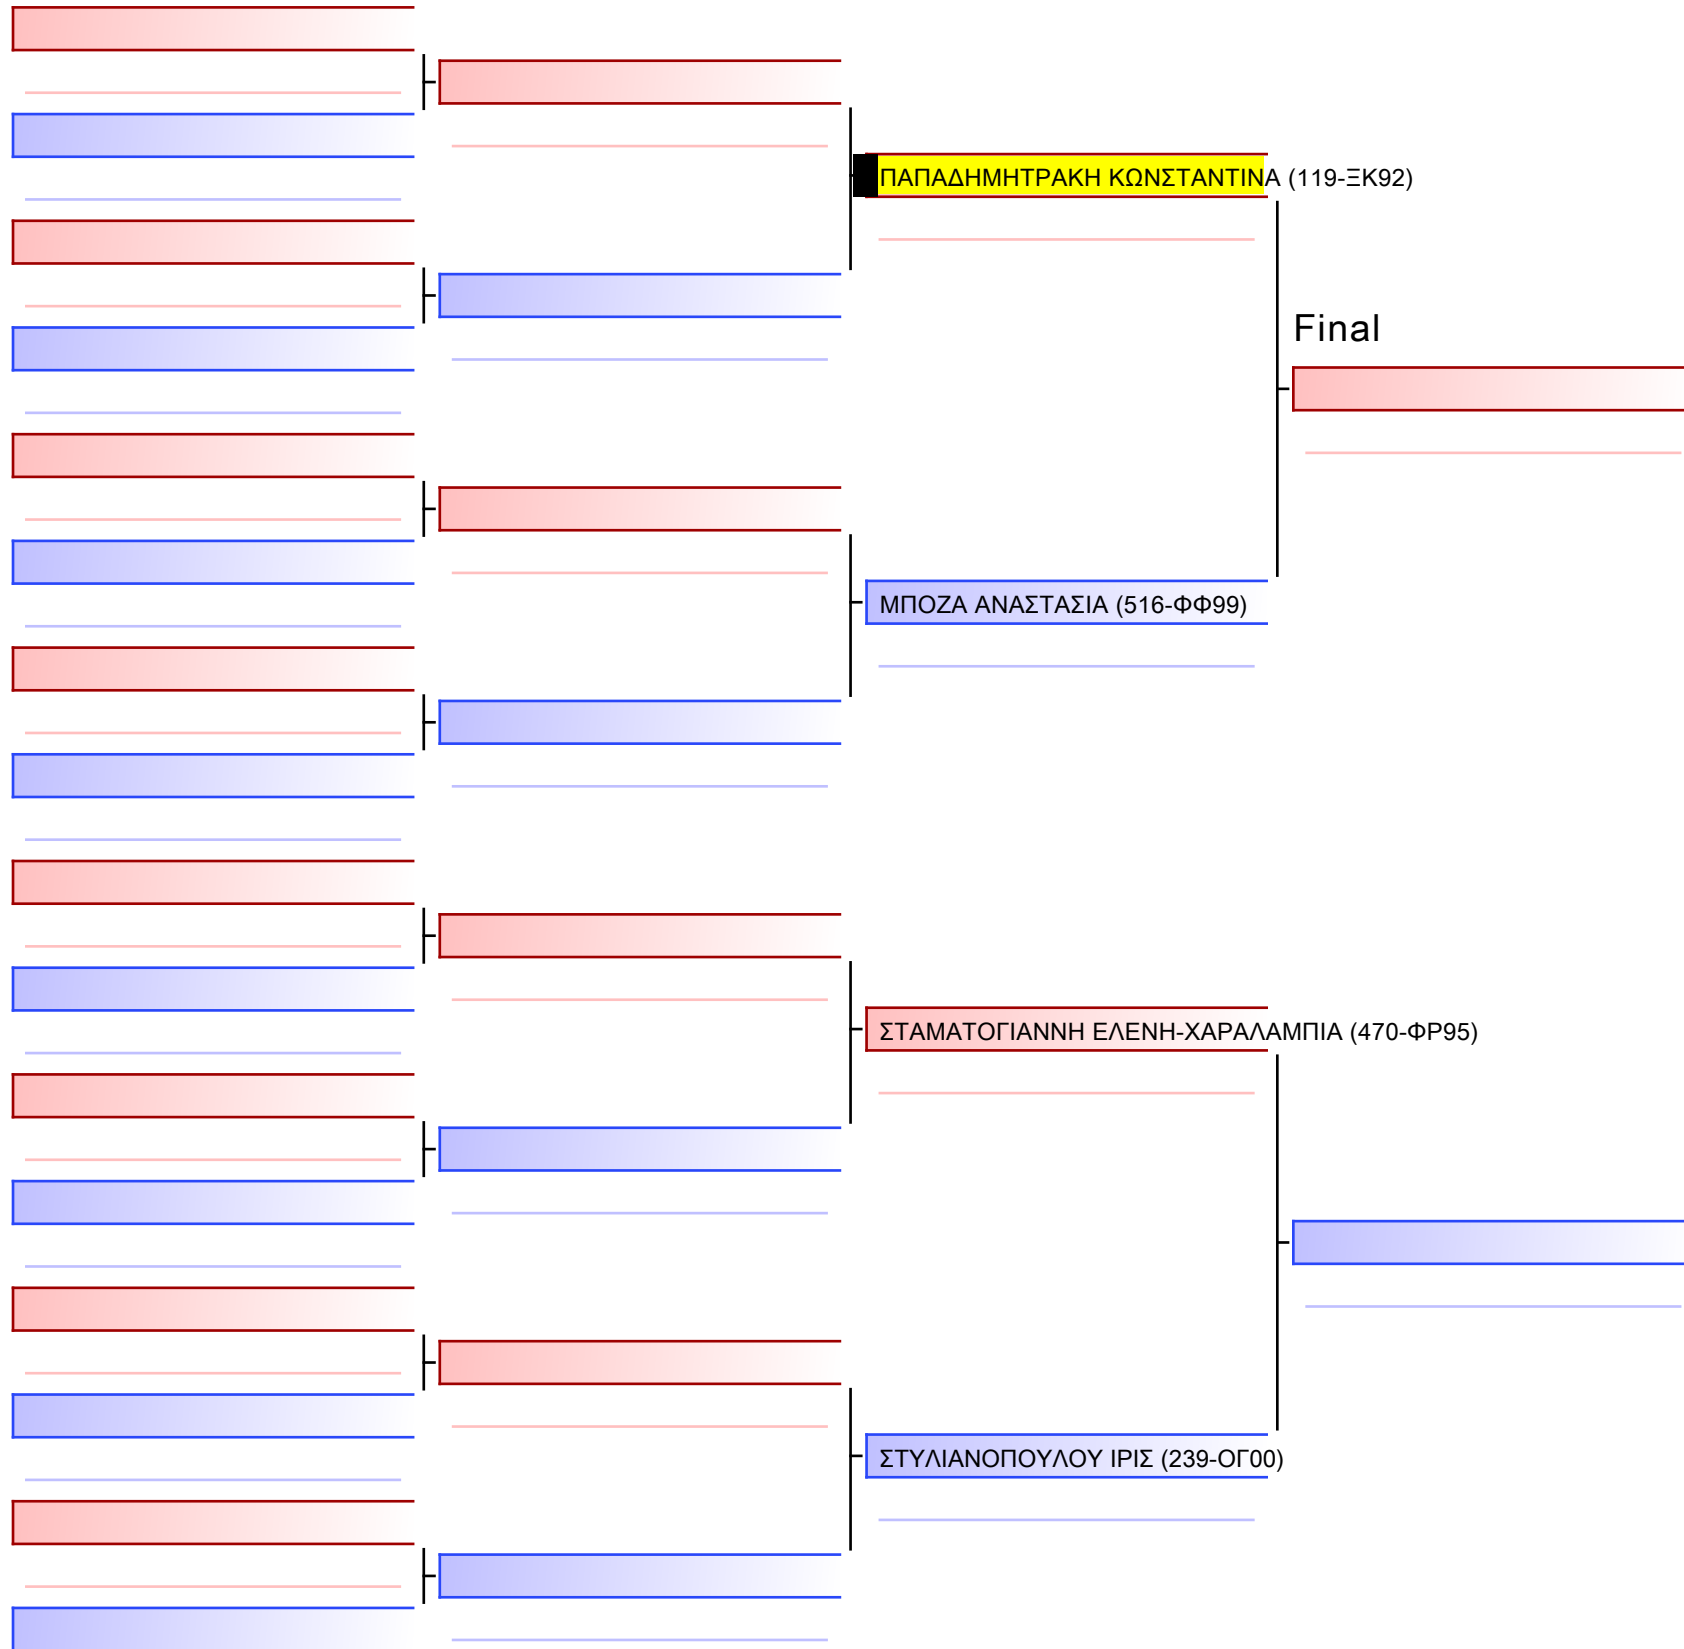 ΠΑΠΑΔΗΜΗΤΡΑΚΗ ΚΩΝΣΤΑΝΤΙΝΑ (119-ΞΚ92)
Final
ΜΠΟΖΑ ΑΝΑΣΤΑΣΙΑ (516-ΦΦ99)
ΣΤΑΜΑΤΟΓΙΑΝΝΗ ΕΛΕΝΗ-ΧΑΡΑΛΑΜΠΙΑ (470-ΦΡ95)
ΣΤΥΛΙΑΝΟΠΟΥΛΟΥ ΙΡΙΣ (239-ΟΓ00)